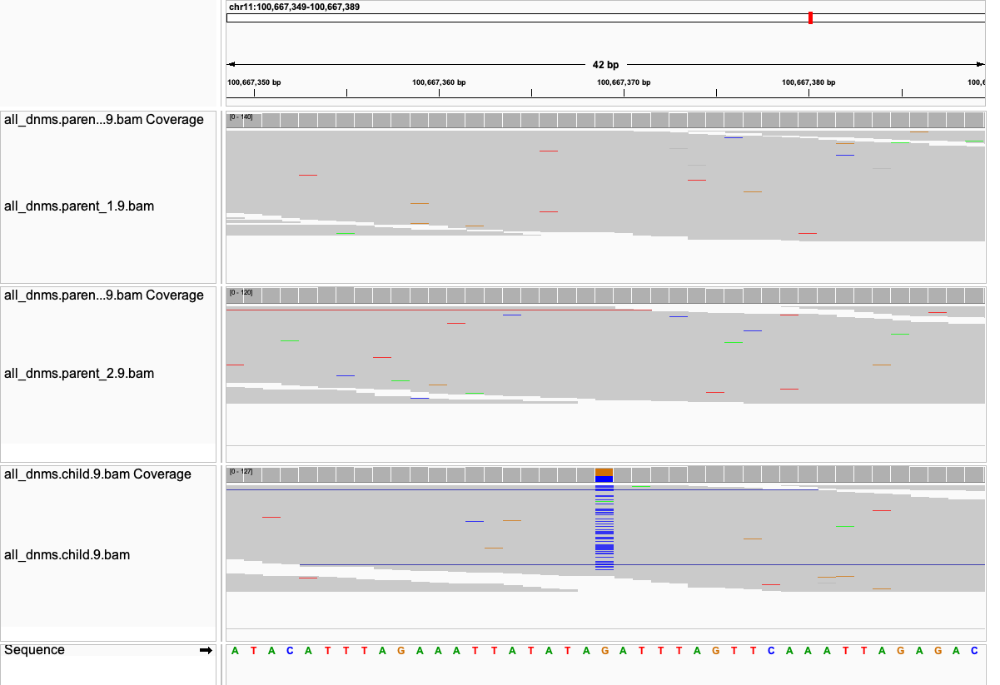 chr11:100,667,349-100,667,389
42 bp
100,667,350 bp 100,667,360 bp 100,667,370 bp 100,667,380 bp 100,6
all_dnms.paren...9.bam Coverage
[0 - 140]
all_dnms.parent_1.9.bam
all_dnms.paren...9.bam Coverage
[0 - 120]
all_dnms.parent_2.9.bam
all_dnms.child.9.bam Coverage
[0 - 127]
all_dnms.child.9.bam
Sequence
A T A C A T T T A G A A A T T A T A T A G A T T T A G T T C A A A T T A G A G A C